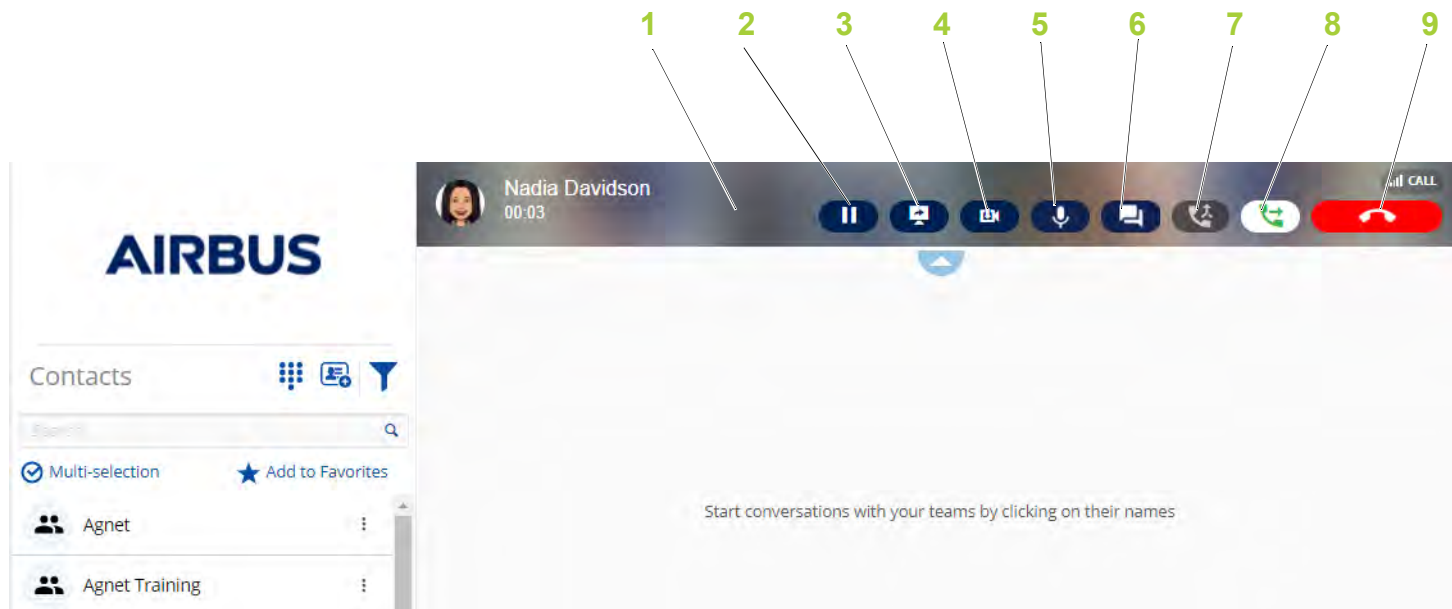 1 2 3 4 5 6 7 8 9
Nadia Davidson
00:03
CALL
AIRBUS
Contacts
Multi-selection
Add to Favorites
Agnet
Agnet Training
Start conversations with your teams by clicking on their names